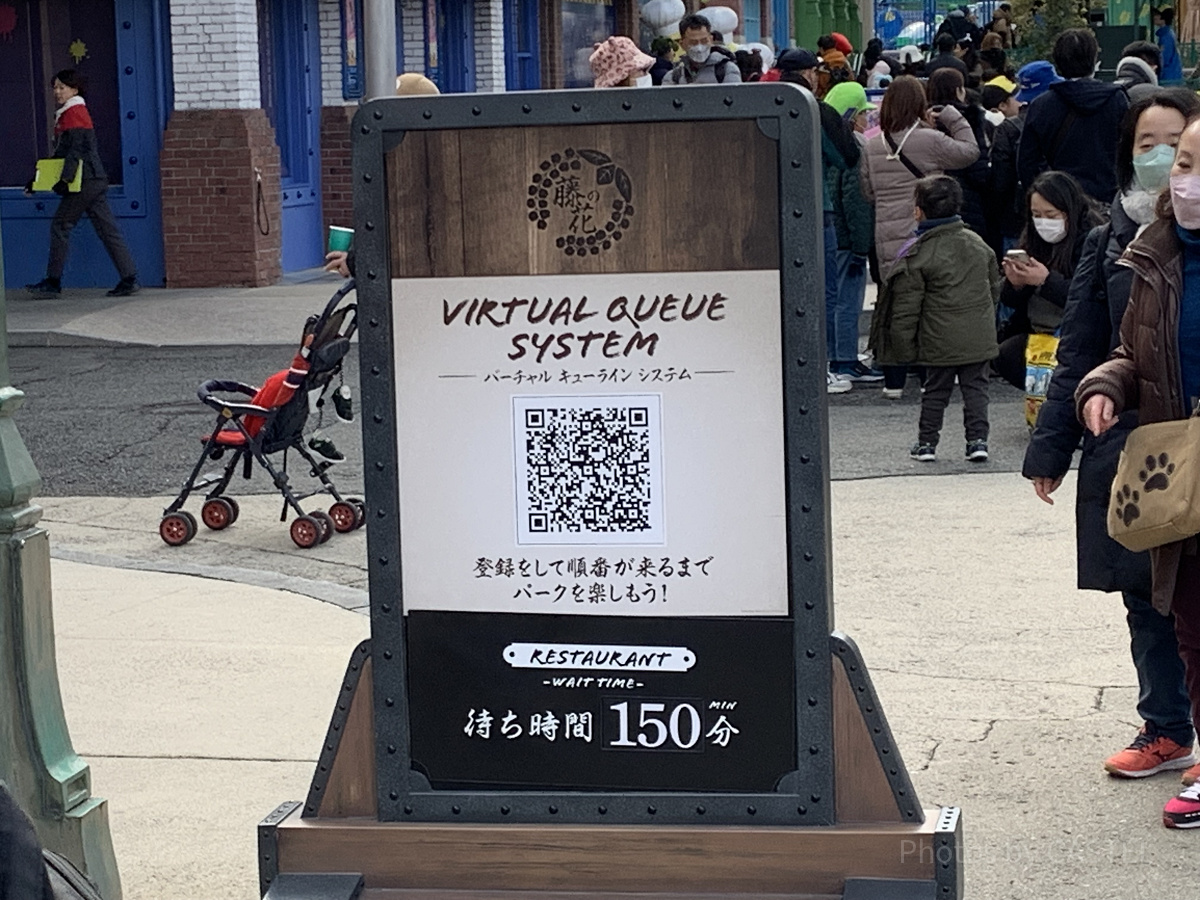 藤の花
VIRTUAL QUEUE
SYSTEM
バーチャル キューライン システム
登録をして順番が来るまで
パークを楽しもう!
RESTAURANT
-WAIT TIME-
待ち時間 150 MIN 分